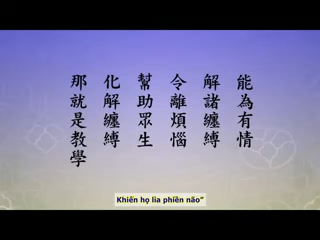 能為有情
解諸纏縛
令離煩惱
幫助眾生
化解纏縛
那就是教學
Khiến họ lìa phiền não"